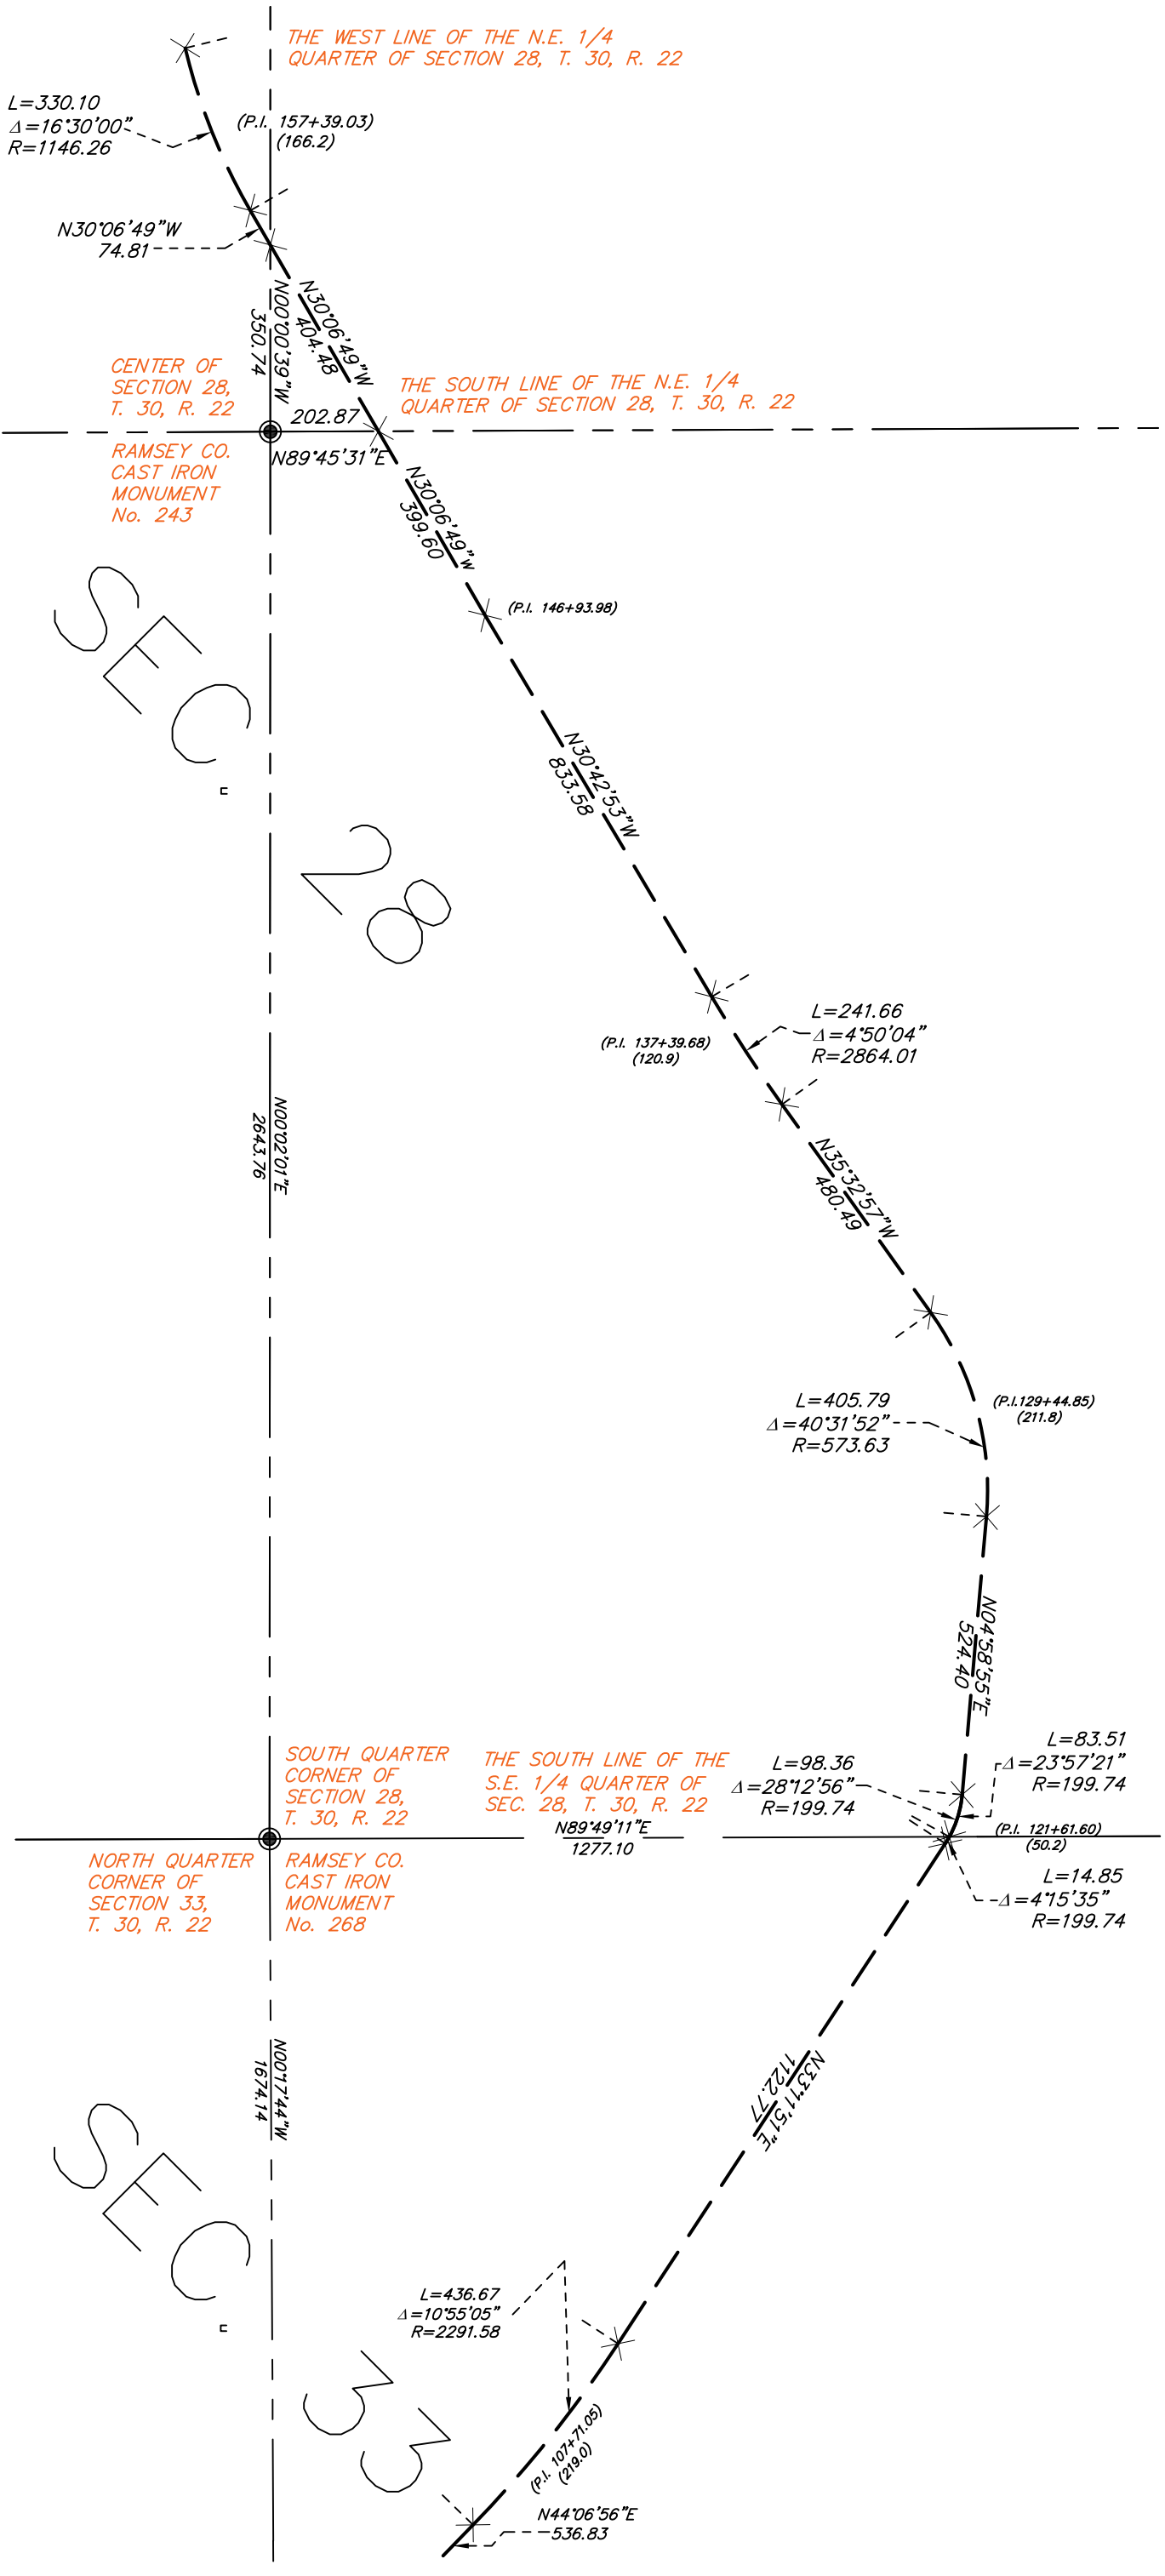 THE WEST LINE OF THE N.E. 1/4
QUARTER OF SECTION 28, T. 30, R. 22
L=330.10
Δ=16°30'00"
R=1146.26
(P.I. 157+39.03)
(166.2)
N30°06'49"W
74.81
N00°00'39"W
350.74
N30°06'49"W
404.48
CENTER OF
SECTION 28,
T. 30, R. 22
THE SOUTH LINE OF THE N.E. 1/4
QUARTER OF SECTION 28, T. 30, R. 22
202.87
N89°45'31"E
RAMSEY CO.
CAST IRON
MONUMENT
No. 243
N30°06'49"w
399.60
(P.I. 146+93.98)
SEC. 28
N30°42'53"W
833.58
L=241.66
Δ=4°50'04"
R=2864.01
(P.I. 137+39.68)
(120.9)
N00°02'01"E
2643.76
N35°32'57"W
480.49
L=405.79
Δ=40°31'52"
R=573.63
(P.I.129+44.85)
(211.8)
N04°58'55"E
524.40
SOUTH QUARTER
CORNER OF
SECTION 28,
T. 30, R. 22
THE SOUTH LINE OF THE
S.E. 1/4 QUARTER OF
SEC. 28, T. 30, R. 22
L=98.36
Δ=28°12'56"
R=199.74
L=83.51
Δ=23°57'21"
R=199.74
N89°49'11"E
1277.10
(P.I. 121+61.60)
(50.2)
NORTH QUARTER
CORNER OF
SECTION 33,
T. 30, R. 22
RAMSEY CO.
CAST IRON
MONUMENT
No. 268
L=14.85
Δ=4°15'35"
R=199.74
N00°17'44"W
1674.14
N33°11'51"E
1122.77
SEC. 33
L=436.67
Δ=10°55'05"
R=2291.58
(P.I. 107+71.05)
(219.0)
N44°06'56"E
536.83